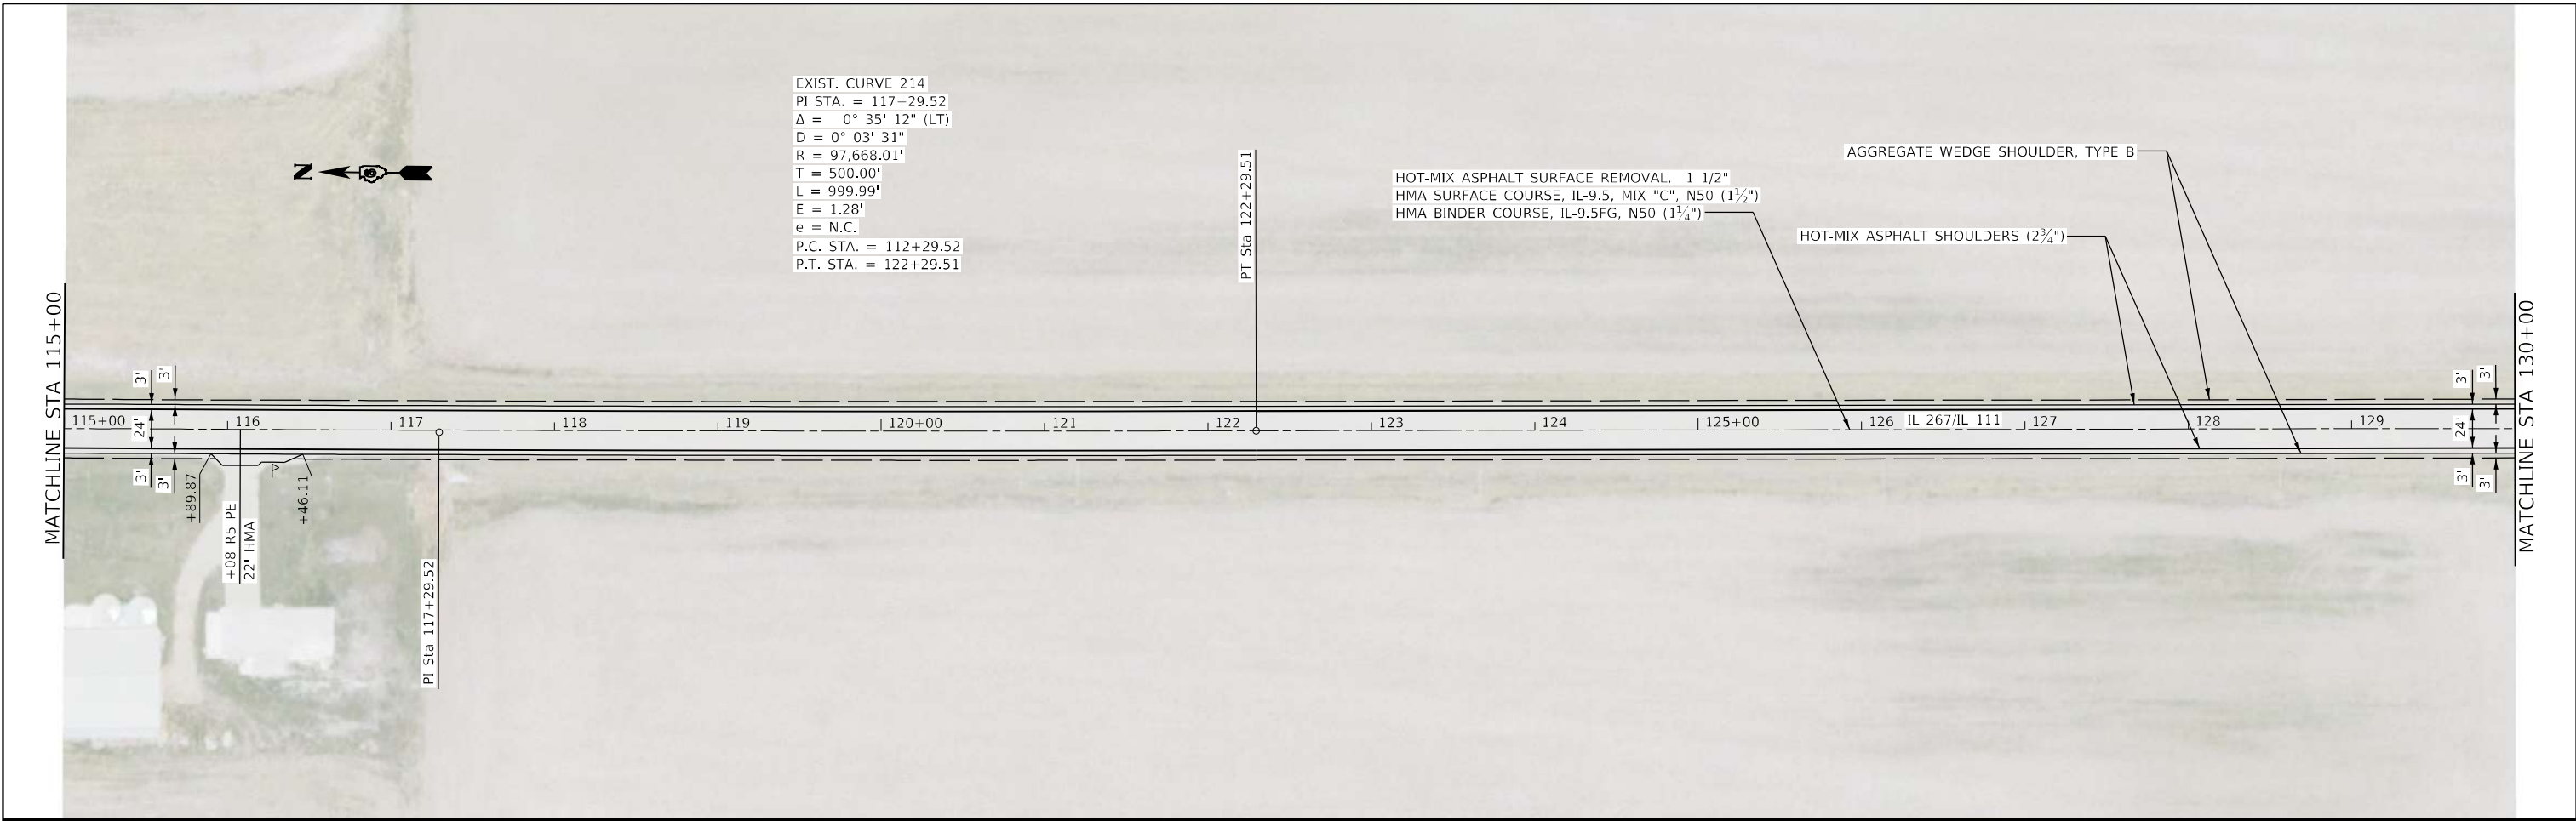 EXIST. CURVE 214
PI STA. = 117+29.52
Δ = 0° 35' 12" (LT)
D = 0° 03' 31"
R = 97,668.01'
T = 500.00'
L = 999.99'
E = 1.28'
e = N.C.
P.C. STA. = 112+29.52
P.T. STA. = 122+29.51
N
PT Sta 122+29.51
HOT-MIX ASPHALT SURFACE REMOVAL, 1 1/2"
HMA SURFACE COURSE, IL-9.5, MIX "C", N50 (1½")
HMA BINDER COURSE, IL-9.5FG, N50 (1¼")
AGGREGATE WEDGE SHOULDER, TYPE B
HOT-MIX ASPHALT SHOULDERS (2¾")
MATCHLINE STA 115+00
3'
3'
24'
3'
3'
115+00 116 117 118 119 120+00 121 122 123 124 125+00 126 IL 267/IL 111 127 128 129
3'
3'
24'
3'
3'
MATCHLINE STA 130+00
+89.87
+08 R5 PE
22' HMA
P
+46.11
PI Sta 117+29.52